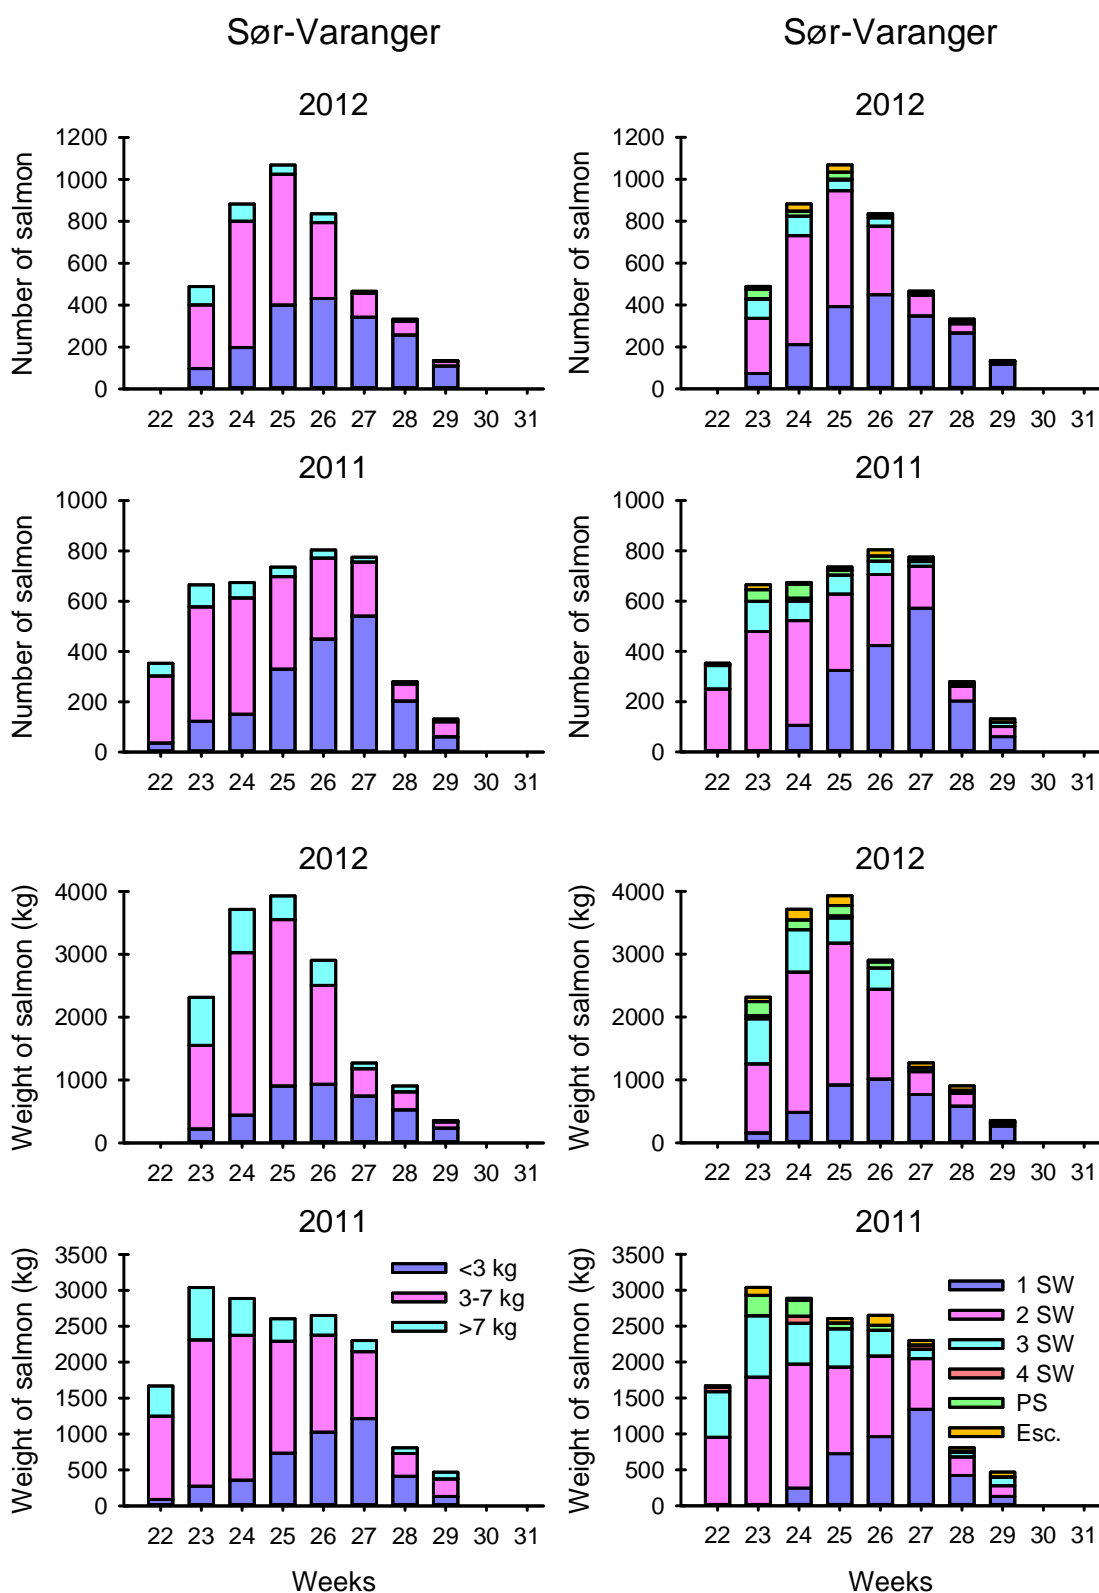 Sør-Varanger
Sør-Varanger
2012
2012
Number of salmon
1200
1000
800
600
400
200
0
22 23 24 25 26 27 28 29 30 31
Number of salmon
1200
1000
800
600
400
200
0
22 23 24 25 26 27 28 29 30 31
2011
2011
Number of salmon
1000
800
600
400
200
0
22 23 24 25 26 27 28 29 30 31
Number of salmon
1000
800
600
400
200
0
22 23 24 25 26 27 28 29 30 31
2012
2012
Weight of salmon (kg)
4000
3000
2000
1000
0
22 23 24 25 26 27 28 29 30 31
Weight of salmon (kg)
4000
3000
2000
1000
0
22 23 24 25 26 27 28 29 30 31
2011
2011
Weight of salmon (kg)
3500
3000
2500
2000
1500
1000
500
0
<3 kg
3-7 kg
>7 kg
22 23 24 25 26 27 28 29 30 31
Weeks
Weight of salmon (kg)
3500
3000
2500
2000
1500
1000
500
0
1 SW
2 SW
3 SW
4 SW
PS
Esc.
22 23 24 25 26 27 28 29 30 31
Weeks